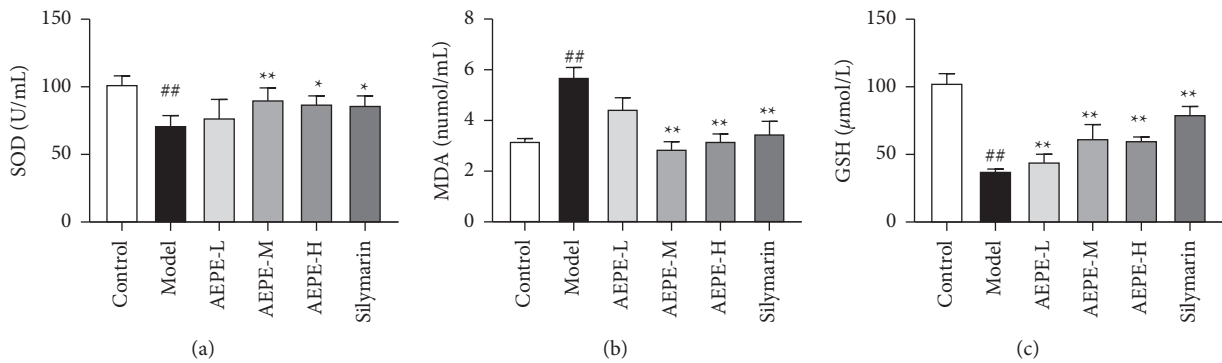 150
100
50
0
SOD (U/mL)
##
**
*
*
Control
Model
AEPE-L
AEPE-M
AEPE-H
Silymarin
(a)
8
6
4
2
0
MDA (numol/mL)
##
**
**
**
Control
Model
AEPE-L
AEPE-M
AEPE-H
Silymarin
(b)
150
100
50
0
GSH (µmol/L)
##
**
**
**
**
Control
Model
AEPE-L
AEPE-M
AEPE-H
Silymarin
(c)